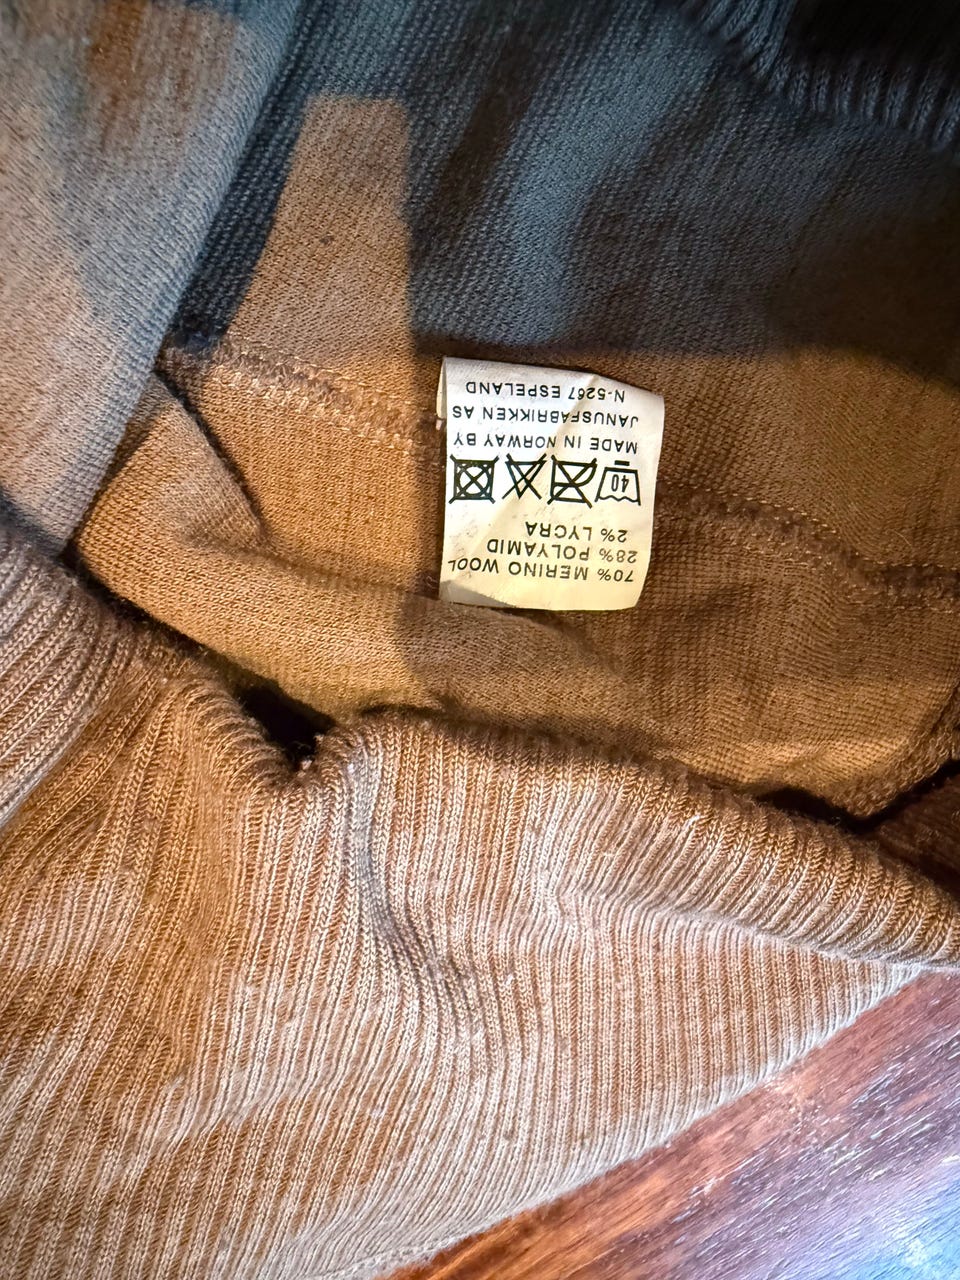 70% MERINO WOOL
28% POLYAMID
2% LYCRA
40
MADE IN NORWAY BY
JANUSFABRIKKEN AS
N-5267 ESPELAND